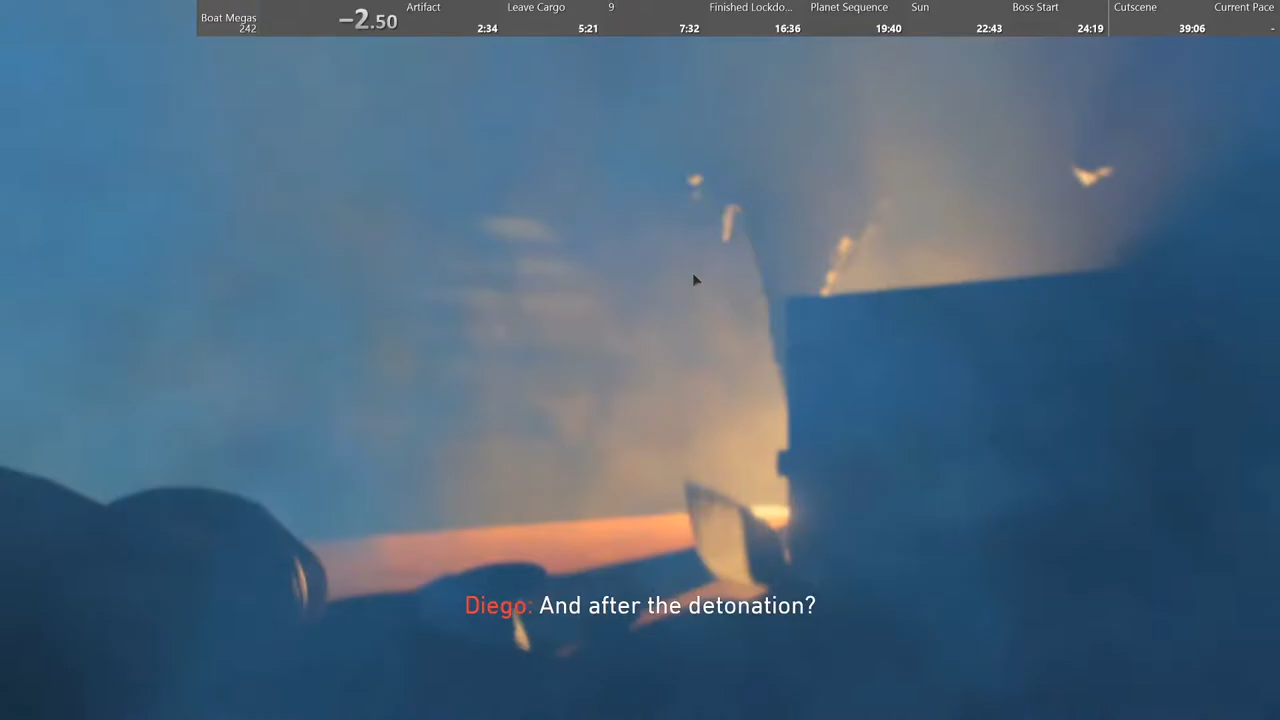 Boat Megas
242
−2.50
Artifact
2:34
Leave Cargo
5:21
9
7:32
Finished Lockdo...
16:36
Planet Sequence
19:40
Sun
22:43
Boss Start
24:19
Cutscene
39:06
Current Pace
-
Diego: And after the detonation?